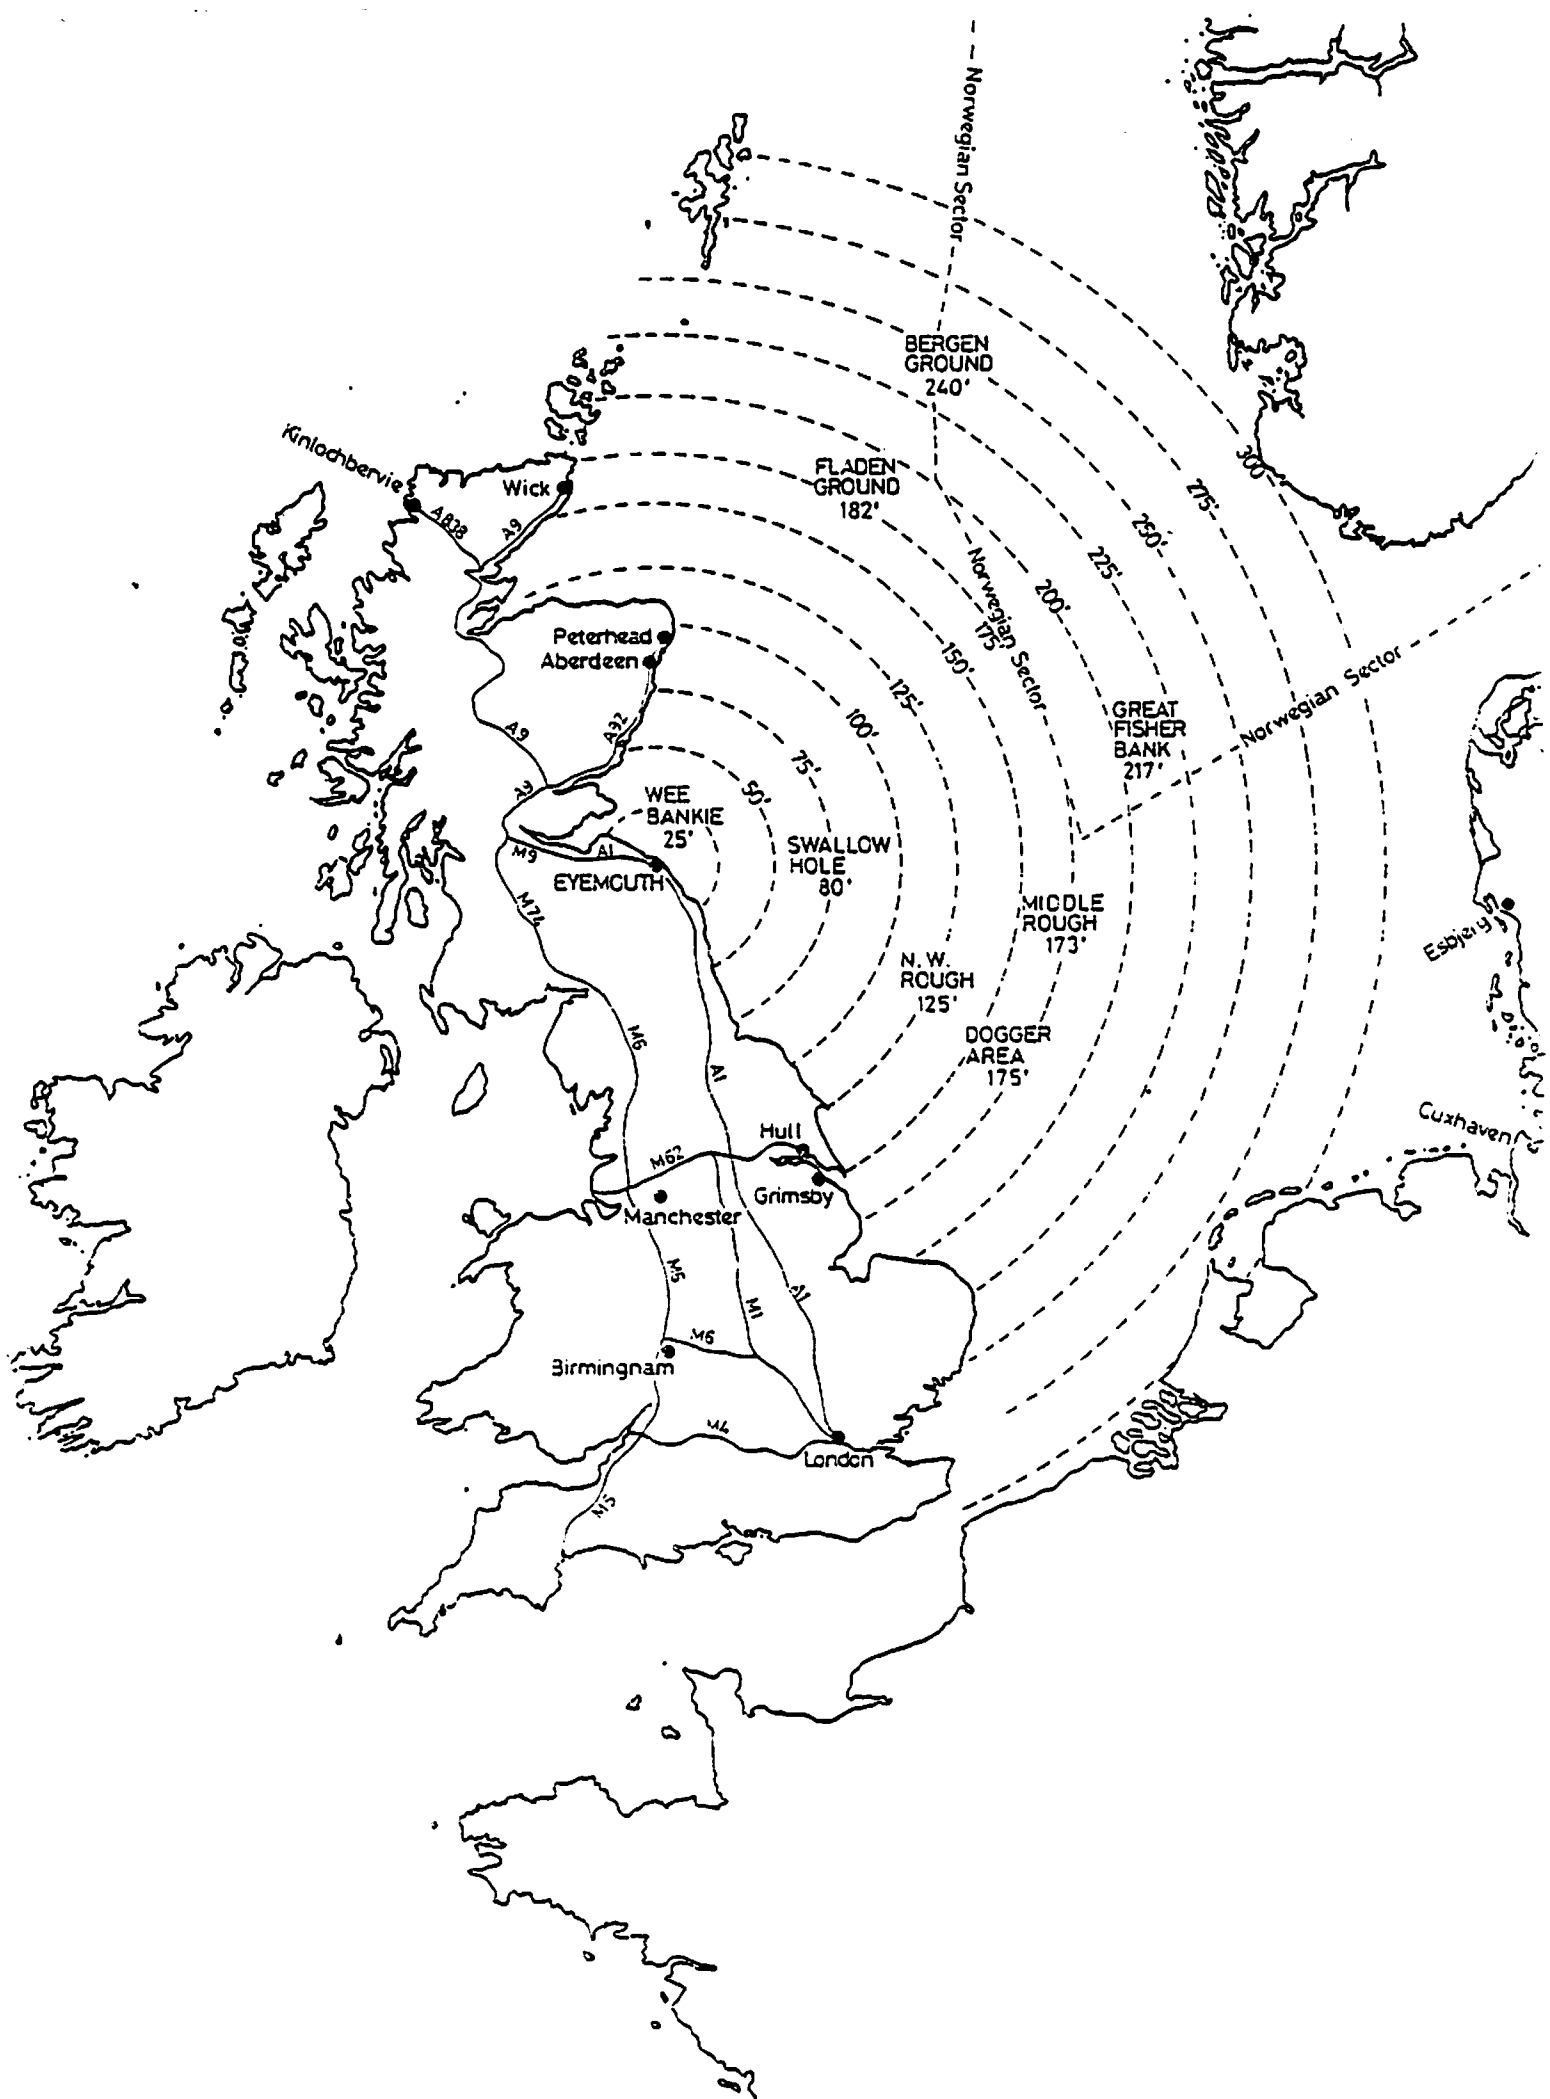 Norwegian Sector
BERGEN
GROUND
240'
Kinlochbervie
FLADEN
GROUND
182'
Wick
A838
A9
300'
275'
250'
225'
200'
175'
150'
125'
100'
75'
50'
Norwegian Sector
Peterhead
Aberdeen
A9
A92
A9
GREAT
FISHER
BANK
217'
Norwegian Sector
WEE
BANKIE
25'
SWALLOW
HOLE
80'
M9
A1
EYEMOUTH
M74
MIDDLE
ROUGH
173'
Esbjerg
N.W.
ROUGH
125'
M6
A1
DOGGER
AREA
175'
Cuxhaven
Hull
M62
Grimsby
Manchester
M5
M1
A1
M6
Birmingnam
M4
London
M5